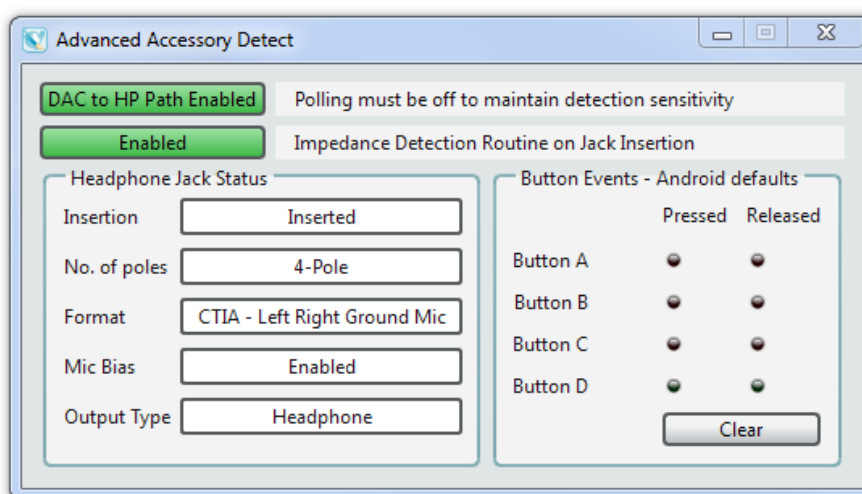 Advanced Accessory Detect
DAC to HP Path Enabled Polling must be off to maintain detection sensitivity
Enabled Impedance Detection Routine on Jack Insertion
Headphone Jack Status
Insertion Inserted
No. of poles 4-Pole
Format CTIA - Left Right Ground Mic
Mic Bias Enabled
Output Type Headphone
Button Events - Android defaults
Pressed Released
Button A
Button B
Button C
Button D
Clear